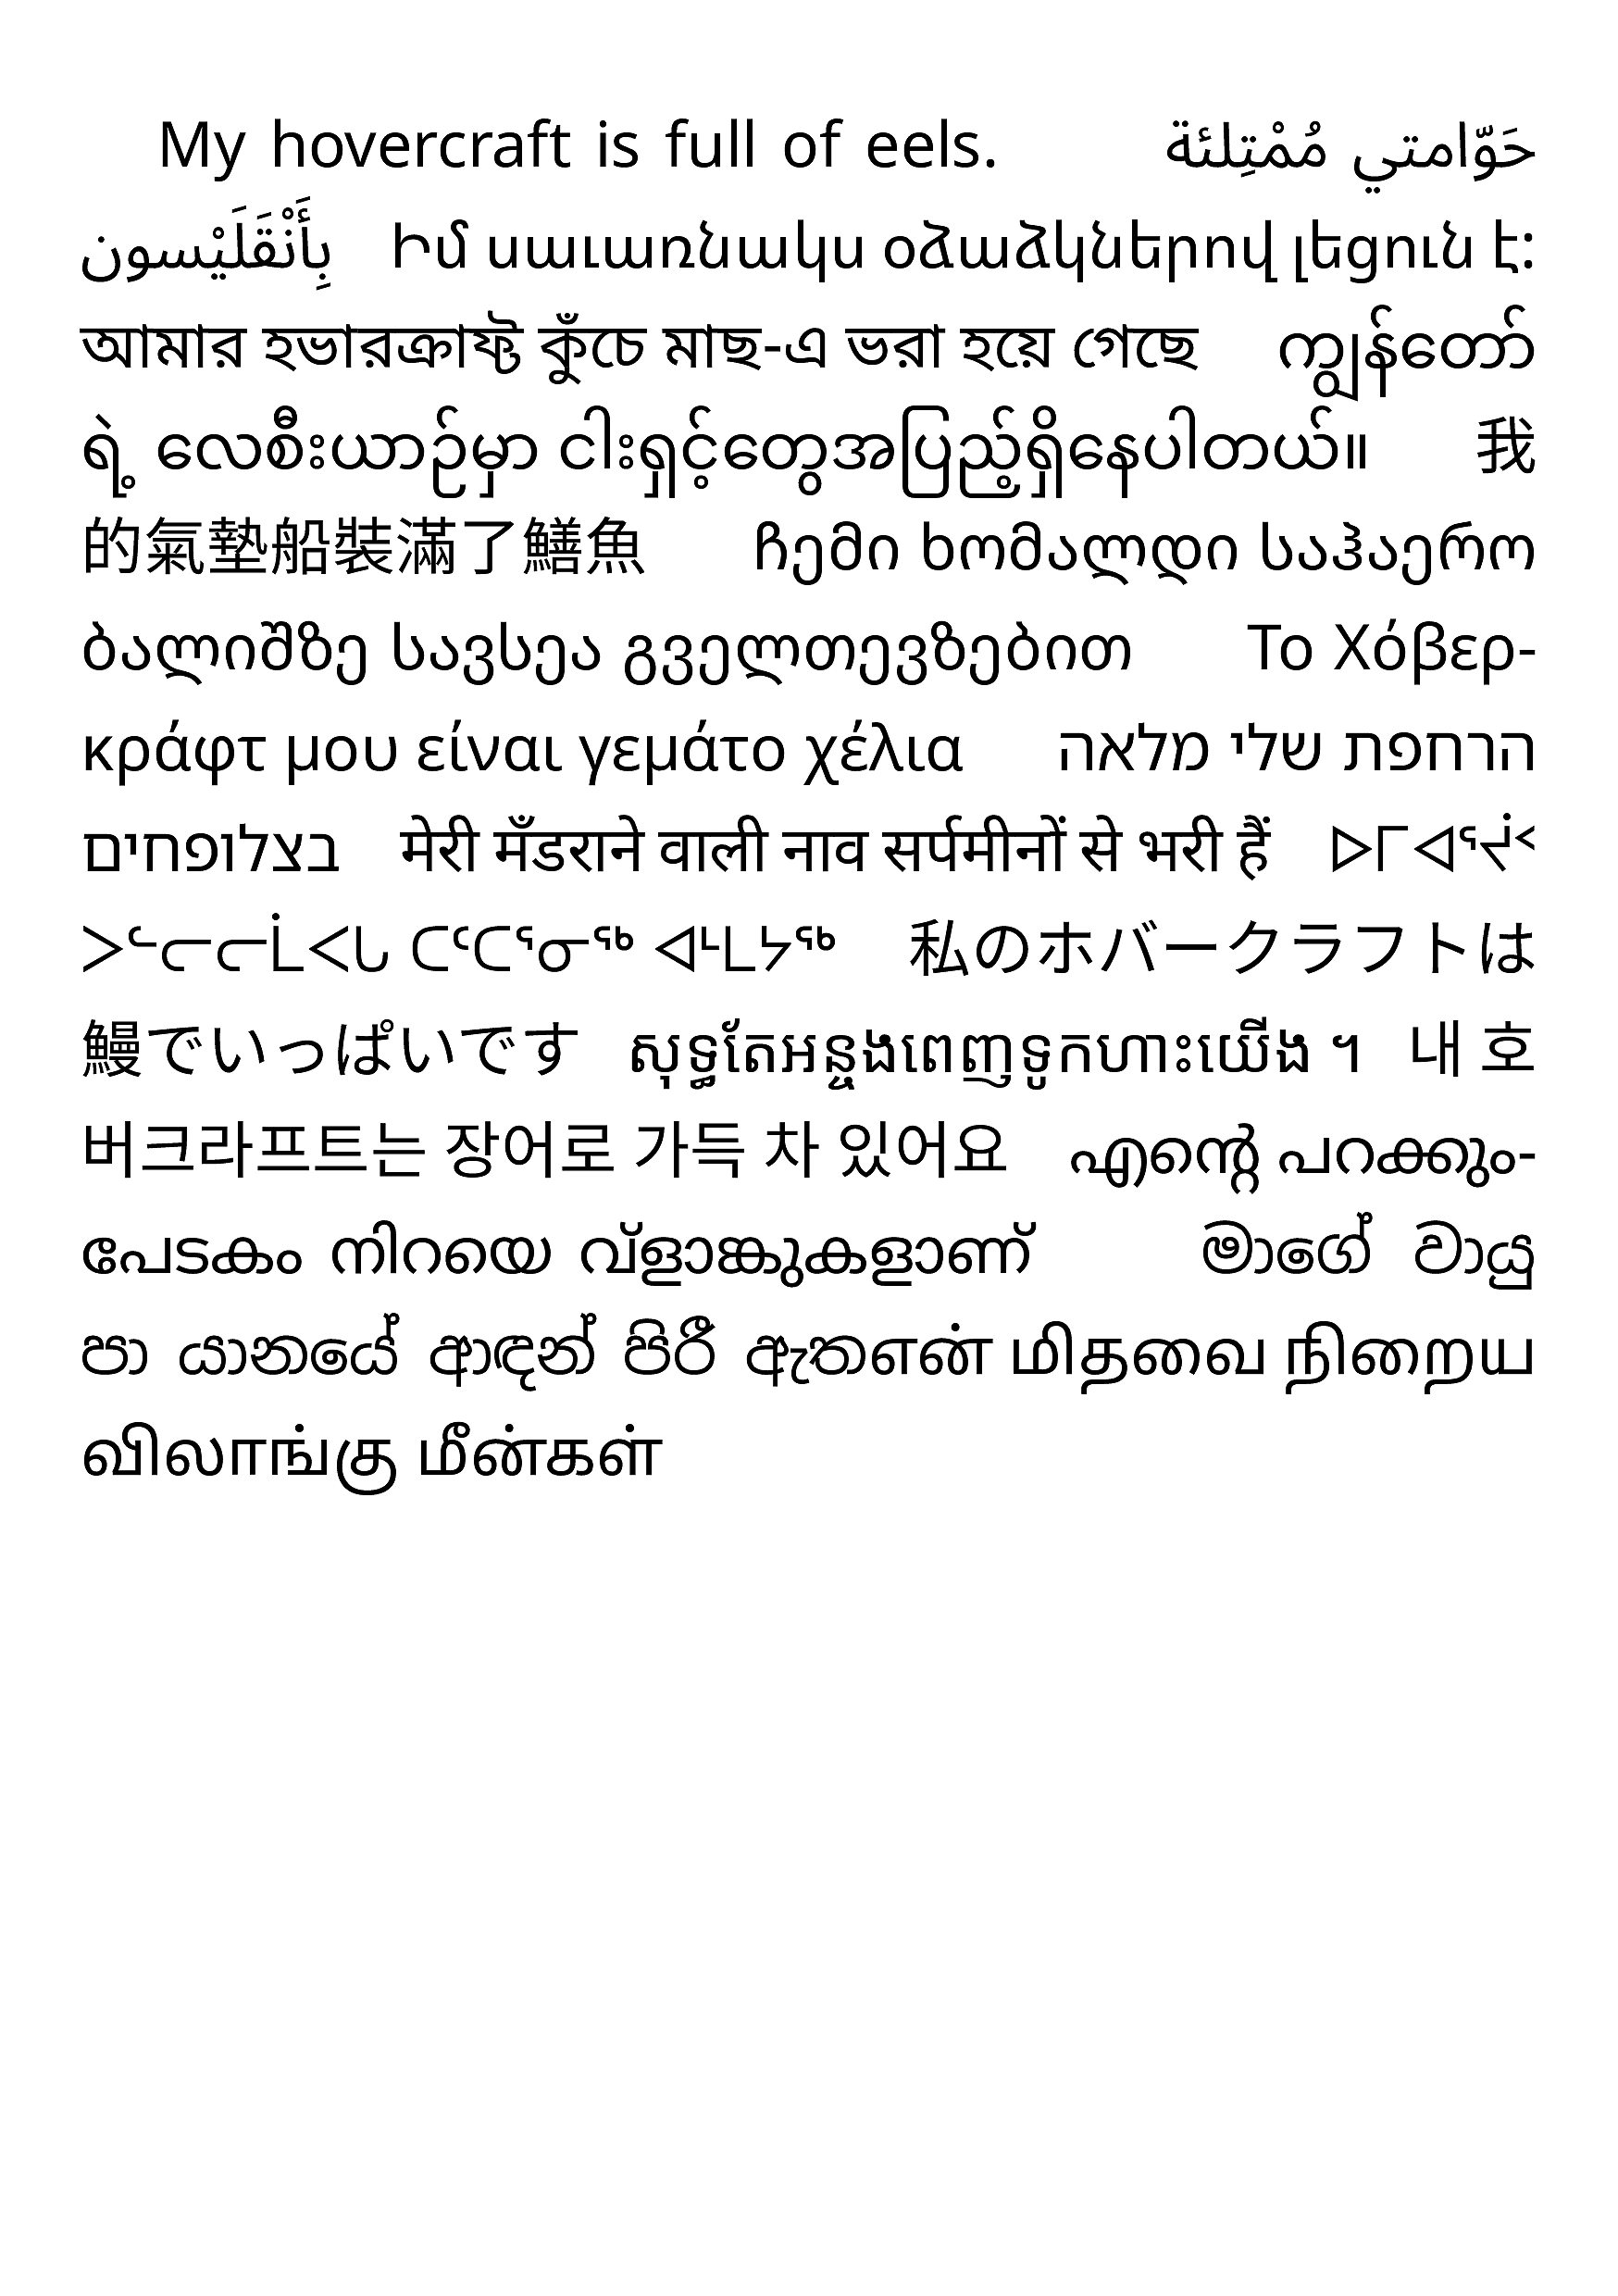 My hovercraft is full of eels. حَوّامتي مُمْتِلئة
بِأَنْقَلَيْسون Իմ սաւառնակս օձաձկներով լեցուն է:
আমার হভারক্রাফ্ট কুঁচে মাছ-এ ভরা হয়ে গেছে ကျွန်တော်
ရဲ့ လေစီးယာဉ်မှာ ငါးရှင့်တွေအပြည့်ရှိနေပါတယ်။ 我
的氣墊船裝滿了鱔魚 ჩემი ხომალდი საჰაერო
ბალიშზე სავსეა გველთევზებით Το Χόβερ-
κράφτ μου είναι γεμάτο χέλια הרחפת שלי מלאה
בצלופחים मेरी मँडराने वाली नाव सर्पमीनों से भरी हैं ᐅᒥᐊᕐᔰᑉ
ᐳᓪᓕᓕᒫᐸᒐ ᑕᑦᑕᕐᓂᖅ ᐊᒻᒪᔭᖅ 私のホバークラフトは
鰻でいっぱいです សុទ្ធតែអន្ទងពេញទូកហោះយើង ។ 내 호
버크라프트는 장어로 가득 차 있어요 എന്റെ പറക്കും-
പേടകം നിറയെ വ്ളാങ്കുകളാണ് මාගේ වායු
පා යානයේ ආඳන් පිරී ඇතஎன் மிதவை நிறைய
விலாங்கு மீன்கள்